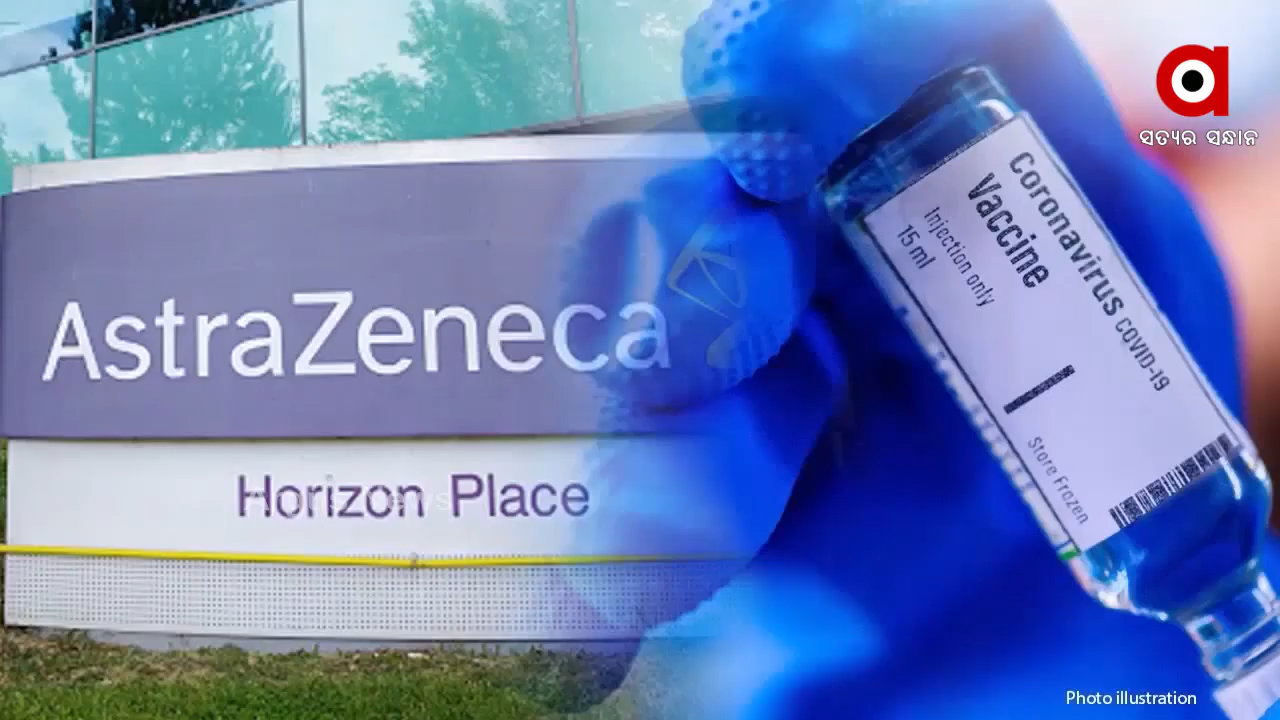 AstraZeneca
Horizon Place
Coronavirus COVID-19
Vaccine
Injection only
15 ml
Store Frozen
a
ସତ୍ୟର ସନ୍ଧାନ
Photo illustration